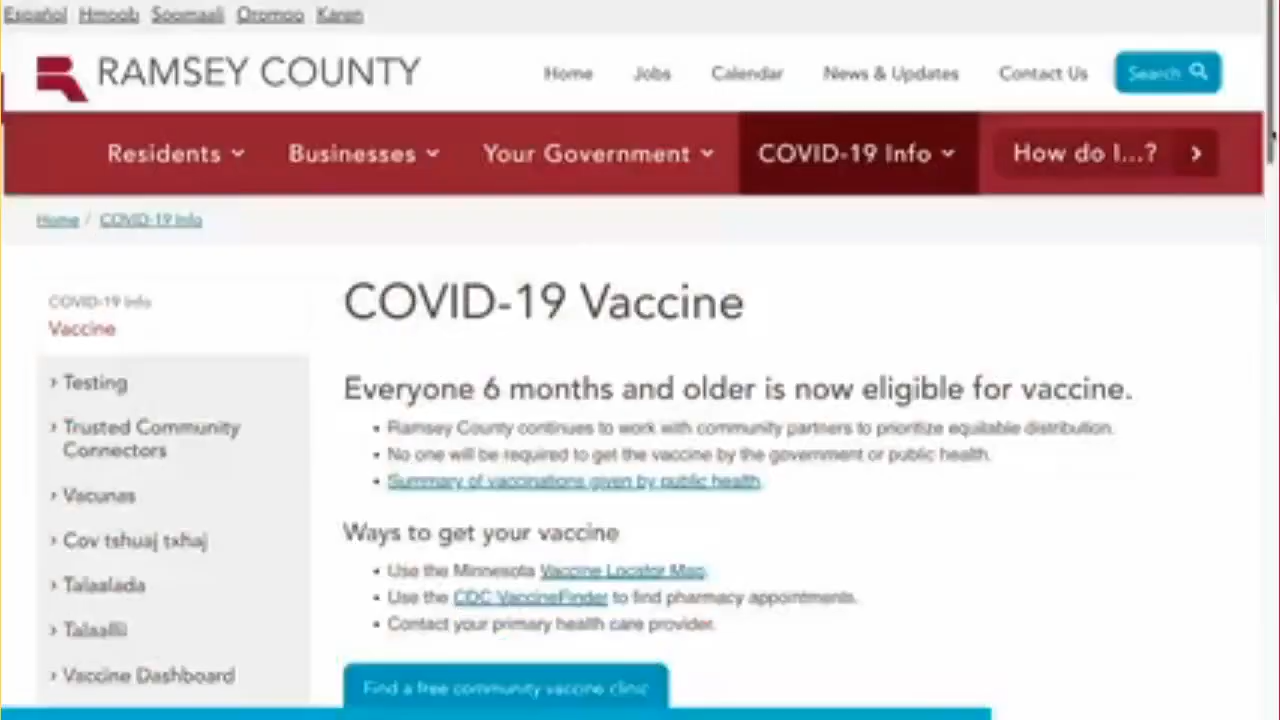 Español Hmoob Soomaali Oromoo Karen
RAMSEY COUNTY
Home Jobs Calendar News & Updates Contact Us Search
Residents Businesses Your Government COVID-19 Info How do I...?
Home / COVID-19 Info
COVID-19 Info
Vaccine
COVID-19 Vaccine
Testing
Trusted Community
Connectors
Vacunas
Cov tshuaj txhaj
Talaalada
Talaallii
Vaccine Dashboard
Everyone 6 months and older is now eligible for vaccine.
• Ramsey County continues to work with community partners to prioritize equitable distribution.
• No one will be required to get the vaccine by the government or public health.
• Summary of vaccinations given by public health.
Ways to get your vaccine
• Use the Minnesota Vaccine Locator Map.
• Use the CDC VaccineFinder to find pharmacy appointments.
• Contact your primary health care provider.
Find a free community vaccine clinic